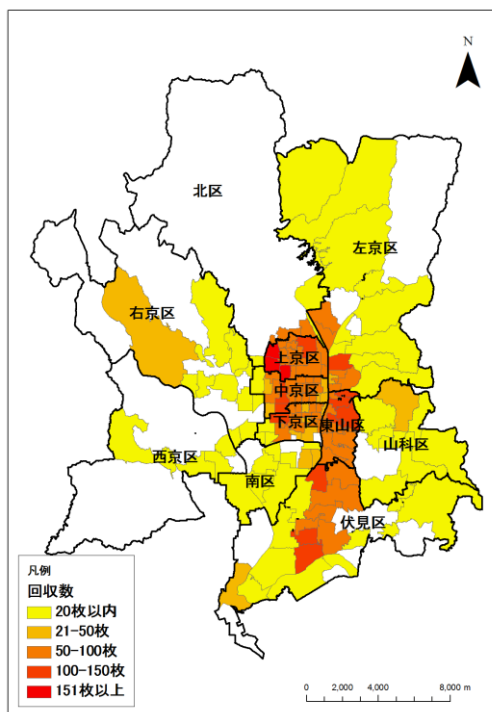 N
北区
左京区
右京区
上京区
中京区
下京区
東山区
山科区
西京区
南区
伏見区
凡例
回収数
20枚以内
21-50枚
50-100枚
100-150枚
151枚以上
0 2,000 4,000 8,000 m